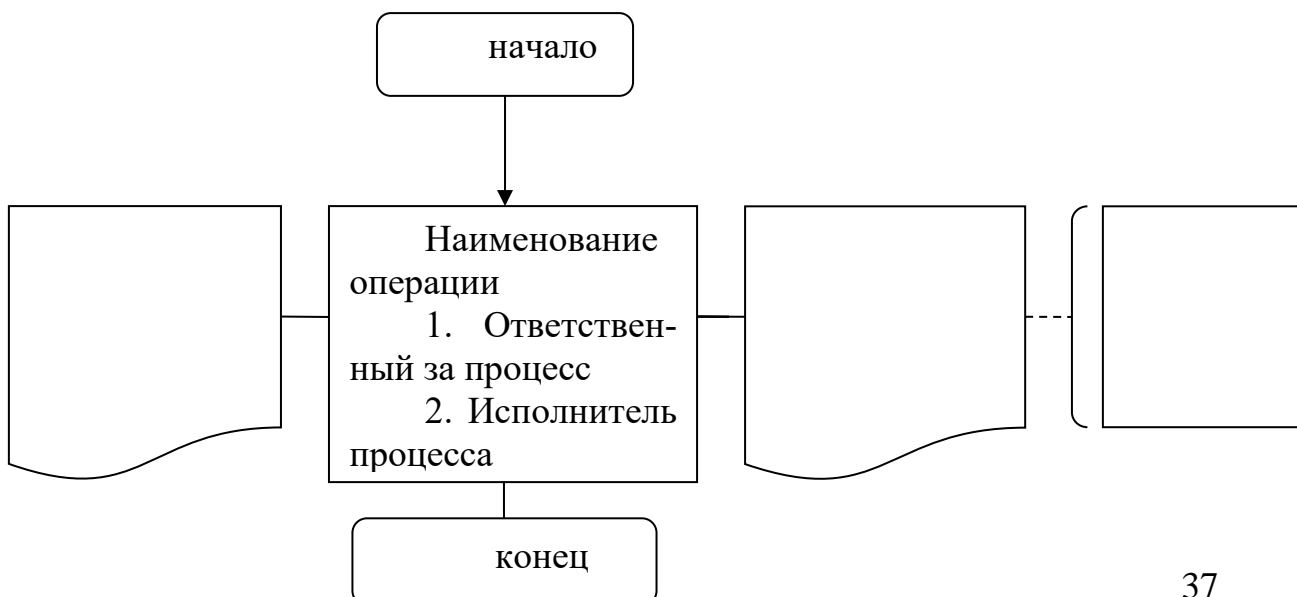 начало
Наименование
операции
1. Ответствен-
ный за процесс
2. Исполнитель
процесса
конец
37